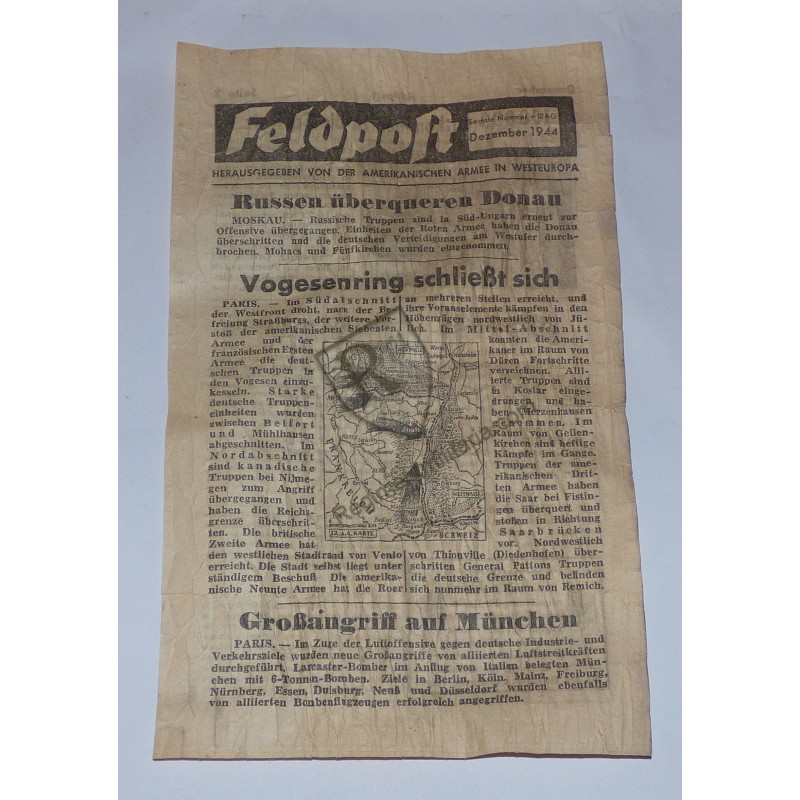 Feldpost
Sechste Nummer — 12 AG
Dezember 1944
HERAUSGEGEBEN VON DER AMERIKANISCHEN ARMEE IN WESTEUROPA
Russen überqueren Donau
MOSKAU. — Russische Truppen sind in Süd-Ungarn erneut zur
Offensive übergegangen. Einheiten der Roten Armee haben die Donau
überschritten und die deutschen Verteidigungen am Westufer durch-
brochen. Mohacs und Fünfkirchen wurden eingenommen.
Vogesenring schließt sich
PARIS. — Im Südabschnitt
der Westfront droht, nach der Be-
freiung Straßburgs, der weitere Vor-
stoß der amerikanischen Siebenten
Armee und der
französischen Ersten
Armee die deut-
schen Truppen in
den Vogesen einzu-
kesseln. Starke
deutsche Truppen-
einheiten wurden
zwischen Belfort
und Mühlhausen
abgeschnitten. Im
Nordabschnitt
sind kanadische
Truppen bei Nijme-
gen zum Angriff
übergegangen und
haben die Reichs-
grenze überschrit-
ten. Die britische
Zweite Armee hat
den westlichen Stadtrand von Venlo
erreicht. Die Stadt selbst liegt unter
ständigem Beschuß. Die amerika-
nische Neunte Armee hat die Roer
an mehreren Stellen erreicht, und
ihre Voranselemente kämpfen in den
Höhenzügen nordwestlich von Jü-
lich. Im Mittel-Abschnitt
konnten die Ameri-
kaner im Raum von
Düren Fortschritte
verzeichnen. Alli-
ierte Truppen sind
in Koslar einge-
drungen und ha-
ben Merzenhausen
genommen. Im
Raum von Geilen-
kirchen sind heftige
Kämpfe im Gange.
Truppen der ame-
rikanischen Drit-
ten Armee haben
die Saar bei Fistin-
gen überquert und
stoßen in Richtung
Saarbrücken
vor. Nordwestlich
von Thionville (Diedenhofen) über-
schritten General Pattons Truppen
die deutsche Grenze und befinden
sich nunmehr im Raum von Remich.
FRANKREICH
SCHWEIZ
12 A.G. KARTE
Großangriff auf München
PARIS. — Im Zuge der Luftoffensive gegen deutsche Industrie- und
Verkehrsziele wurden neue Großangriffe von alliierten Luftstreitkräften
durchgeführt. Lancaster-Bomber im Anflug von Italien belegten Mün-
chen mit 6-Tonnen-Bomben. Ziele in Berlin, Köln, Mainz, Freiburg,
Nürnberg, Essen, Duisburg, Neuß und Düsseldorf wurden ebenfalls
von alliierten Bombenflugzeugen erfolgreich angegriffen.